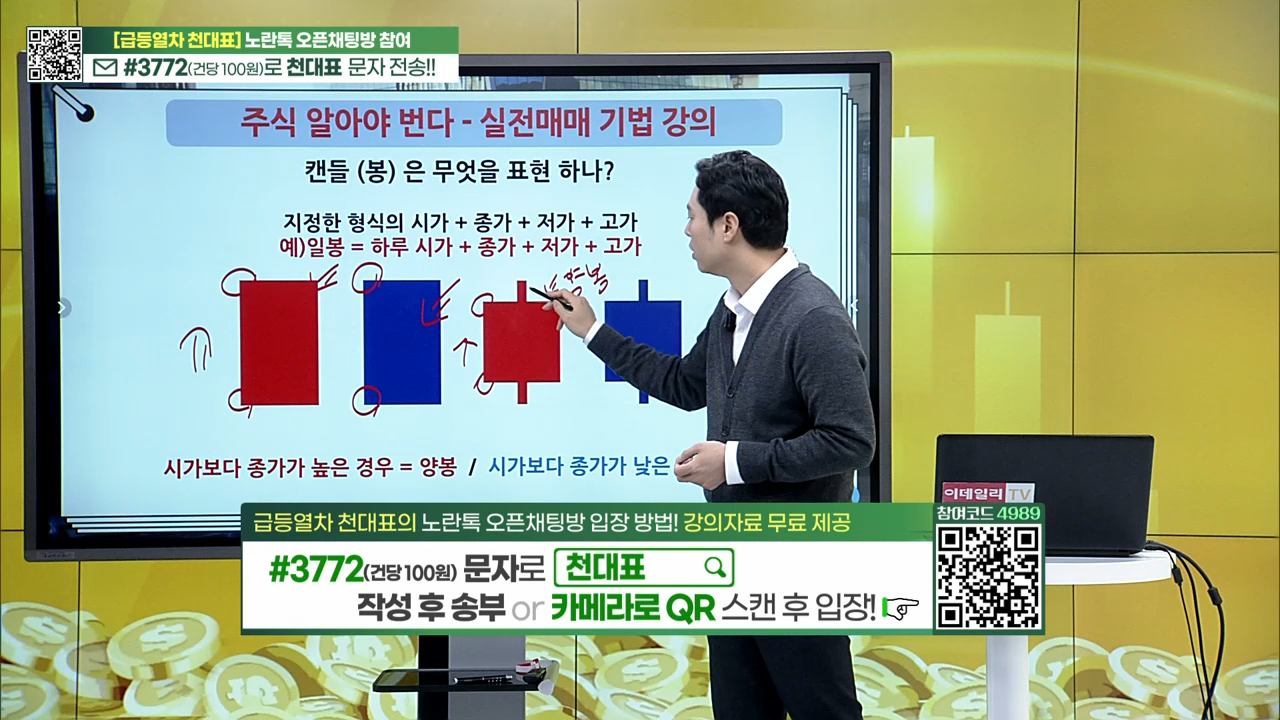 [급등열차 천대표] 노란톡 오픈채팅방 참여
#3772(건당 100원)로 천대표 문자 전송!!
주식 알아야 번다 - 실전매매 기법 강의
캔들 (봉) 은 무엇을 표현 하나?
지정한 형식의 시가 + 종가 + 저가 + 고가
예)일봉 = 하루 시가 + 종가 + 저가 + 고가
시가보다 종가가 높은 경우 = 양봉 / 시가보다 종가가 낮은
이데일리 TV
급등열차 천대표의 노란톡 오픈채팅방 입장 방법! 강의자료 무료 제공
참여코드 4989
#3772(건당 100원) 문자로 천대표
작성 후 송부 or 카메라로 QR 스캔 후 입장!